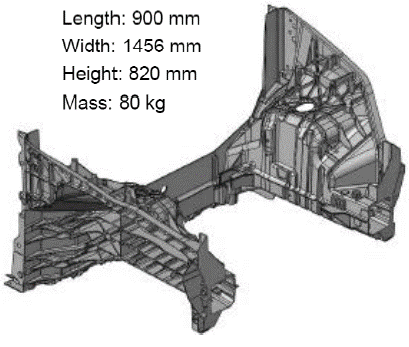 Length: 900 mm
Width: 1456 mm
Height: 820 mm
Mass: 80 kg